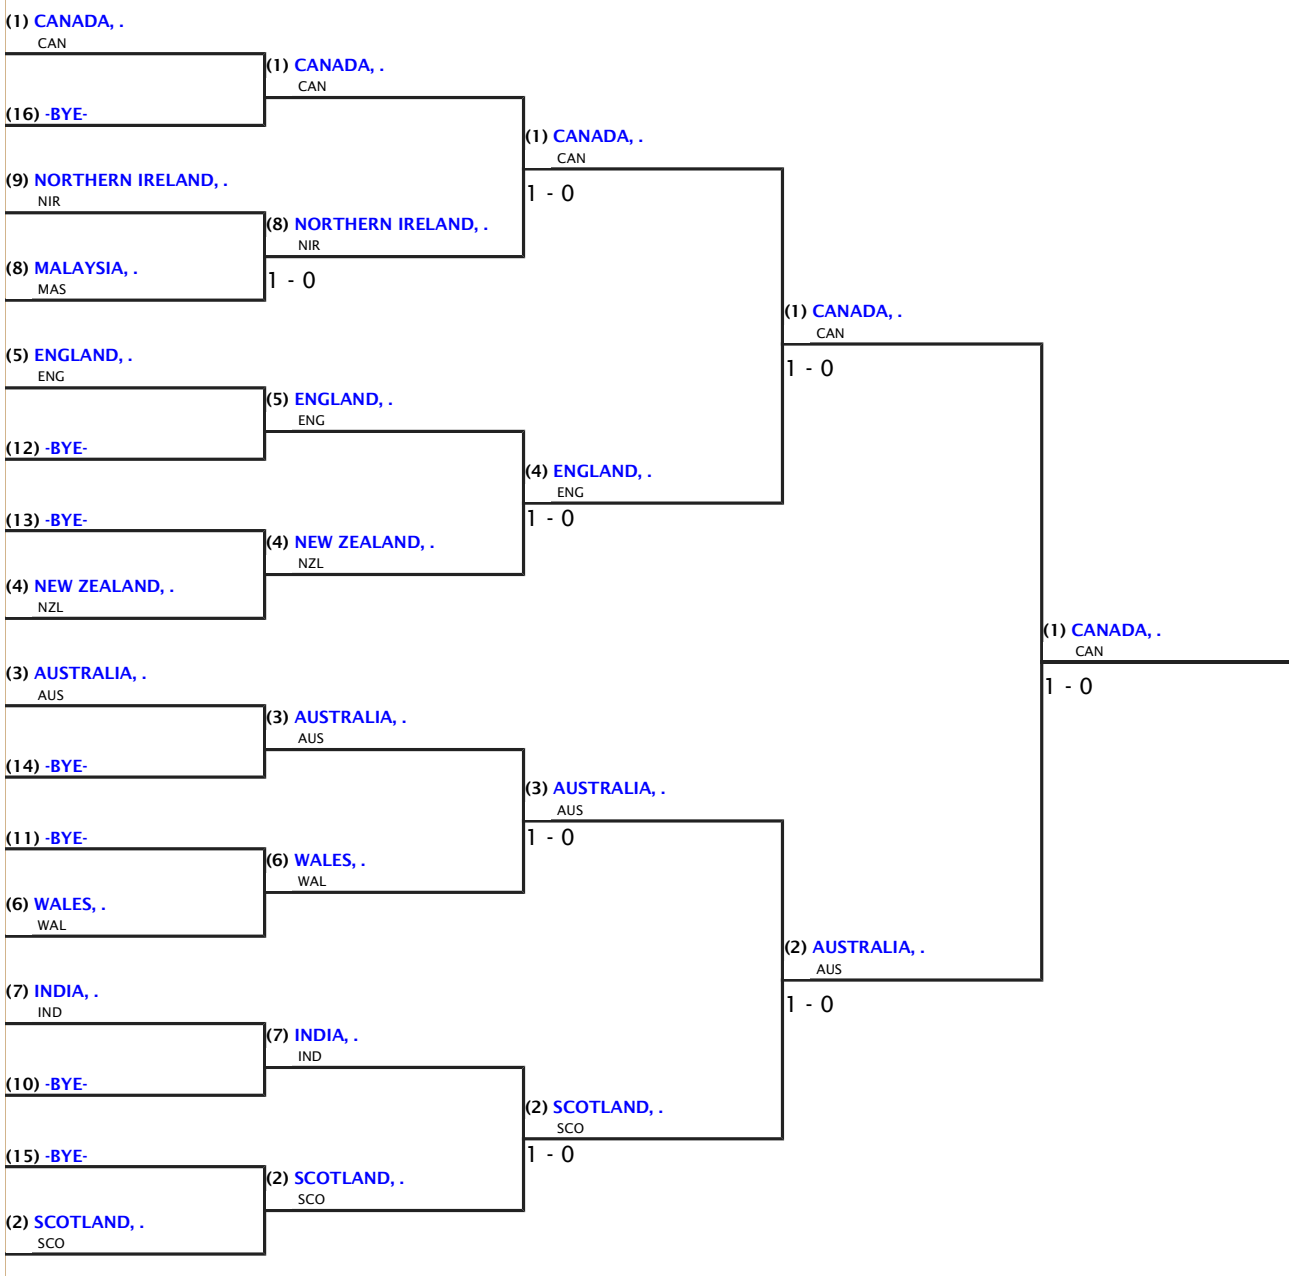 (1) CANADA, .
CAN
(16) -BYE-
(9) NORTHERN IRELAND, .
NIR
(8) MALAYSIA, .
MAS
(5) ENGLAND, .
ENG
(12) -BYE-
(13) -BYE-
(4) NEW ZEALAND, .
NZL
(3) AUSTRALIA, .
AUS
(14) -BYE-
(11) -BYE-
(6) WALES, .
WAL
(7) INDIA, .
IND
(10) -BYE-
(15) -BYE-
(2) SCOTLAND, .
SCO
(1) CANADA, .
CAN
(8) NORTHERN IRELAND, .
NIR
1 - 0
(5) ENGLAND, .
ENG
(4) NEW ZEALAND, .
NZL
(3) AUSTRALIA, .
AUS
(6) WALES, .
WAL
(7) INDIA, .
IND
(2) SCOTLAND, .
SCO
(1) CANADA, .
CAN
1 - 0
(4) ENGLAND, .
ENG
1 - 0
(3) AUSTRALIA, .
AUS
1 - 0
(2) SCOTLAND, .
SCO
1 - 0
(1) CANADA, .
CAN
1 - 0
(2) AUSTRALIA, .
AUS
1 - 0
(1) CANADA, .
CAN
1 - 0